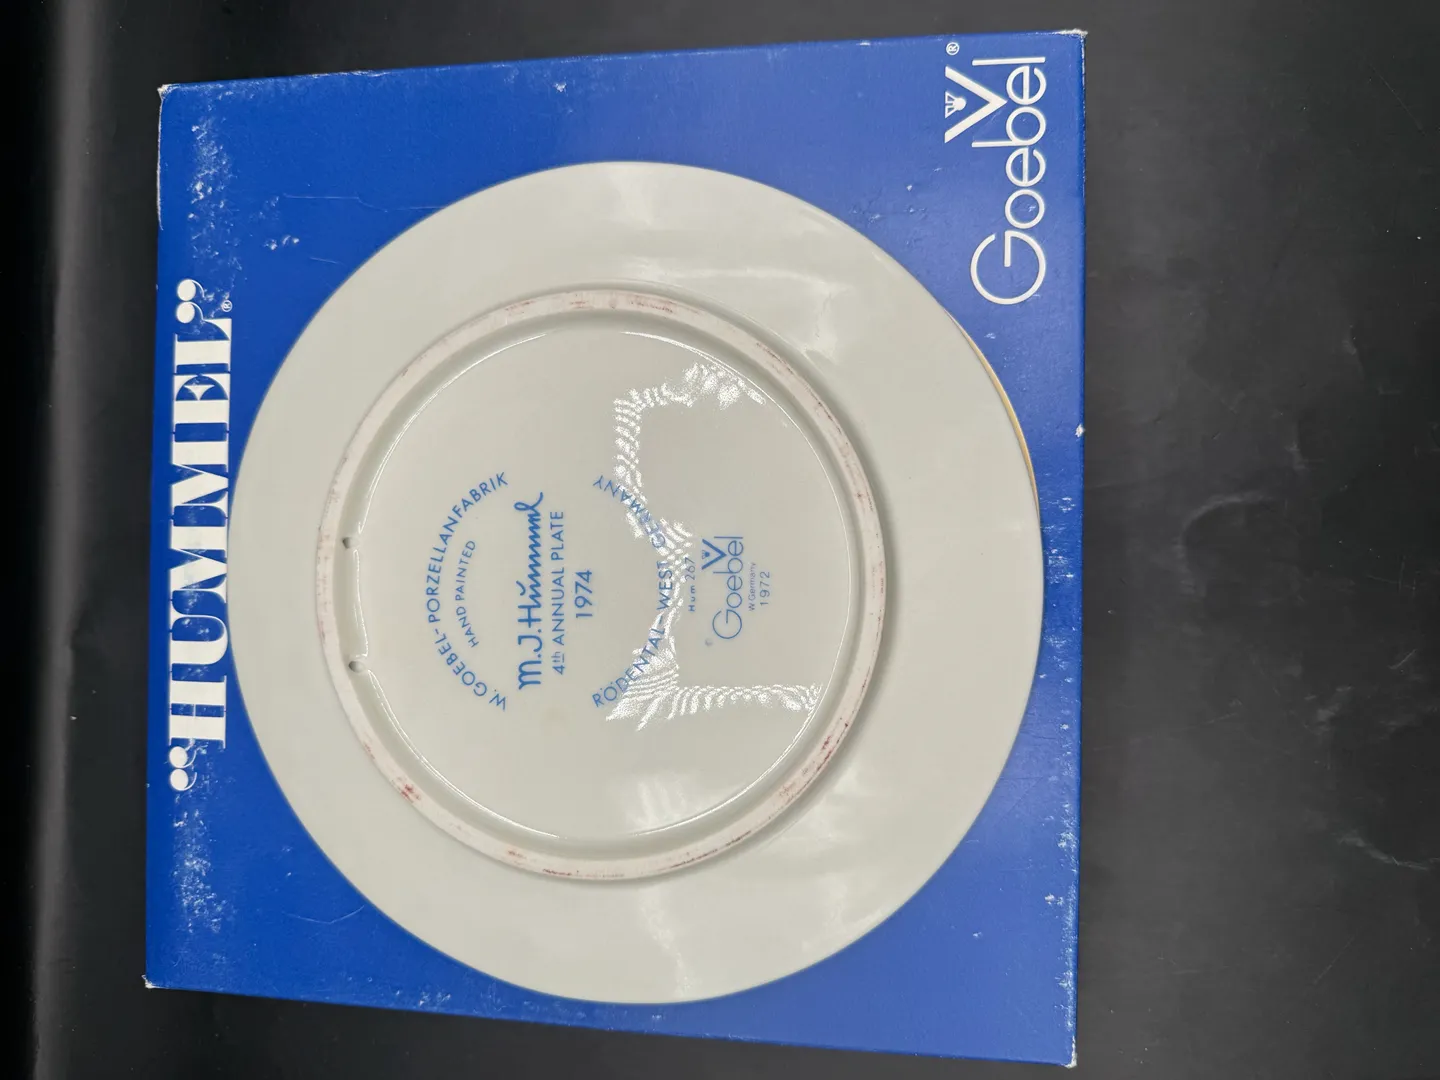 "HUMMEL"®
W. GOEBEL-PORZELLANFABRIK
HAND PAINTED
M.J. Hummel
4th ANNUAL PLATE
1974
RÖDENTAL WEST GERMANY
Hum 267
© Goebel
W.Germany
1972
®
Goebel